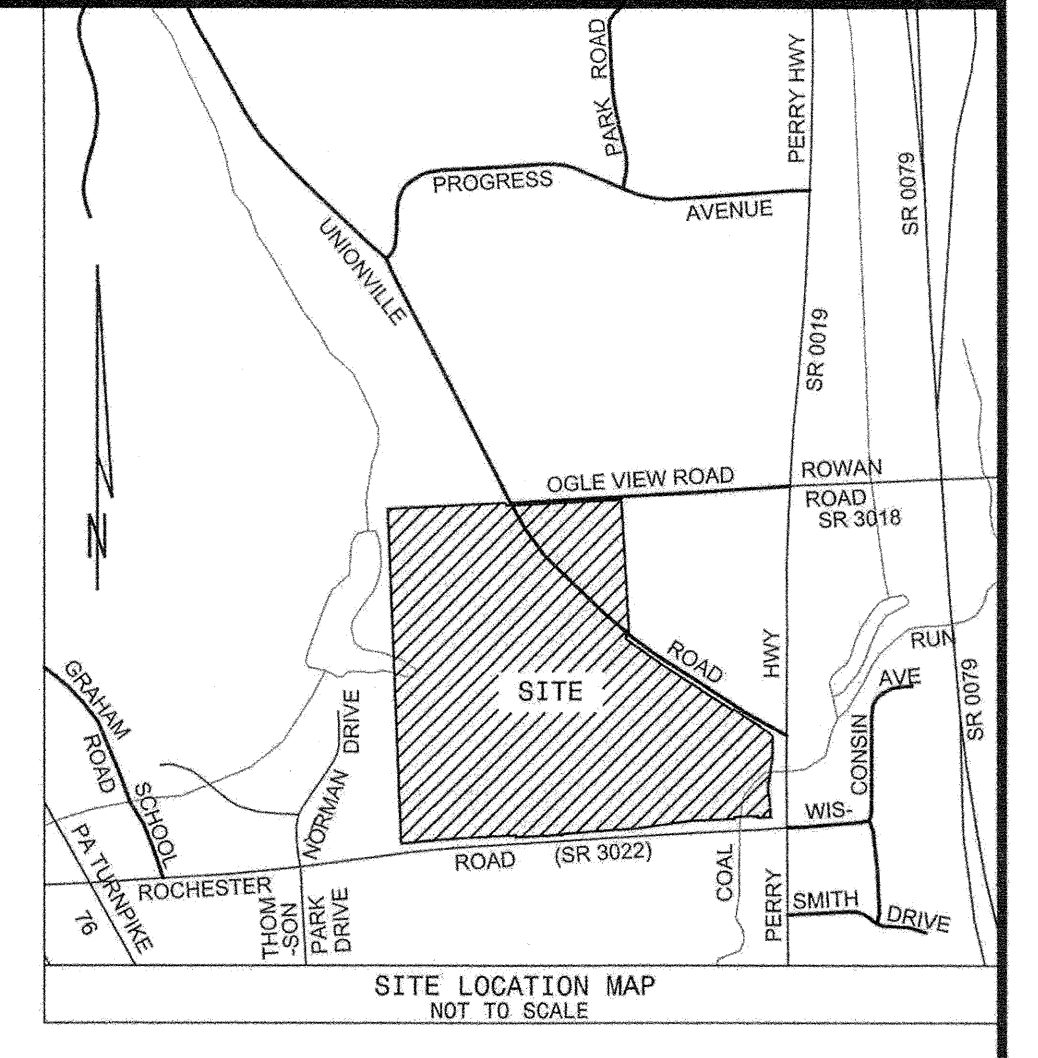 PARK ROAD
PERRY HWY
PROGRESS
AVENUE
SR 0079
UNIONVILLE
SR 0019
OGLE VIEW ROAD
ROWAN
ROAD
SR 3018
N
ROAD
HWY
RUN
AVE
SITE
GRAHAM
ROAD
SCHOOL
NORMAN DRIVE
SR 0079
CONSIN
WIS-
PA TURNPIKE
76
ROCHESTER
ROAD
(SR 3022)
THOM
-SON
PARK
DRIVE
COAL
PERRY
SMITH
DRIVE
SITE LOCATION MAP
NOT TO SCALE